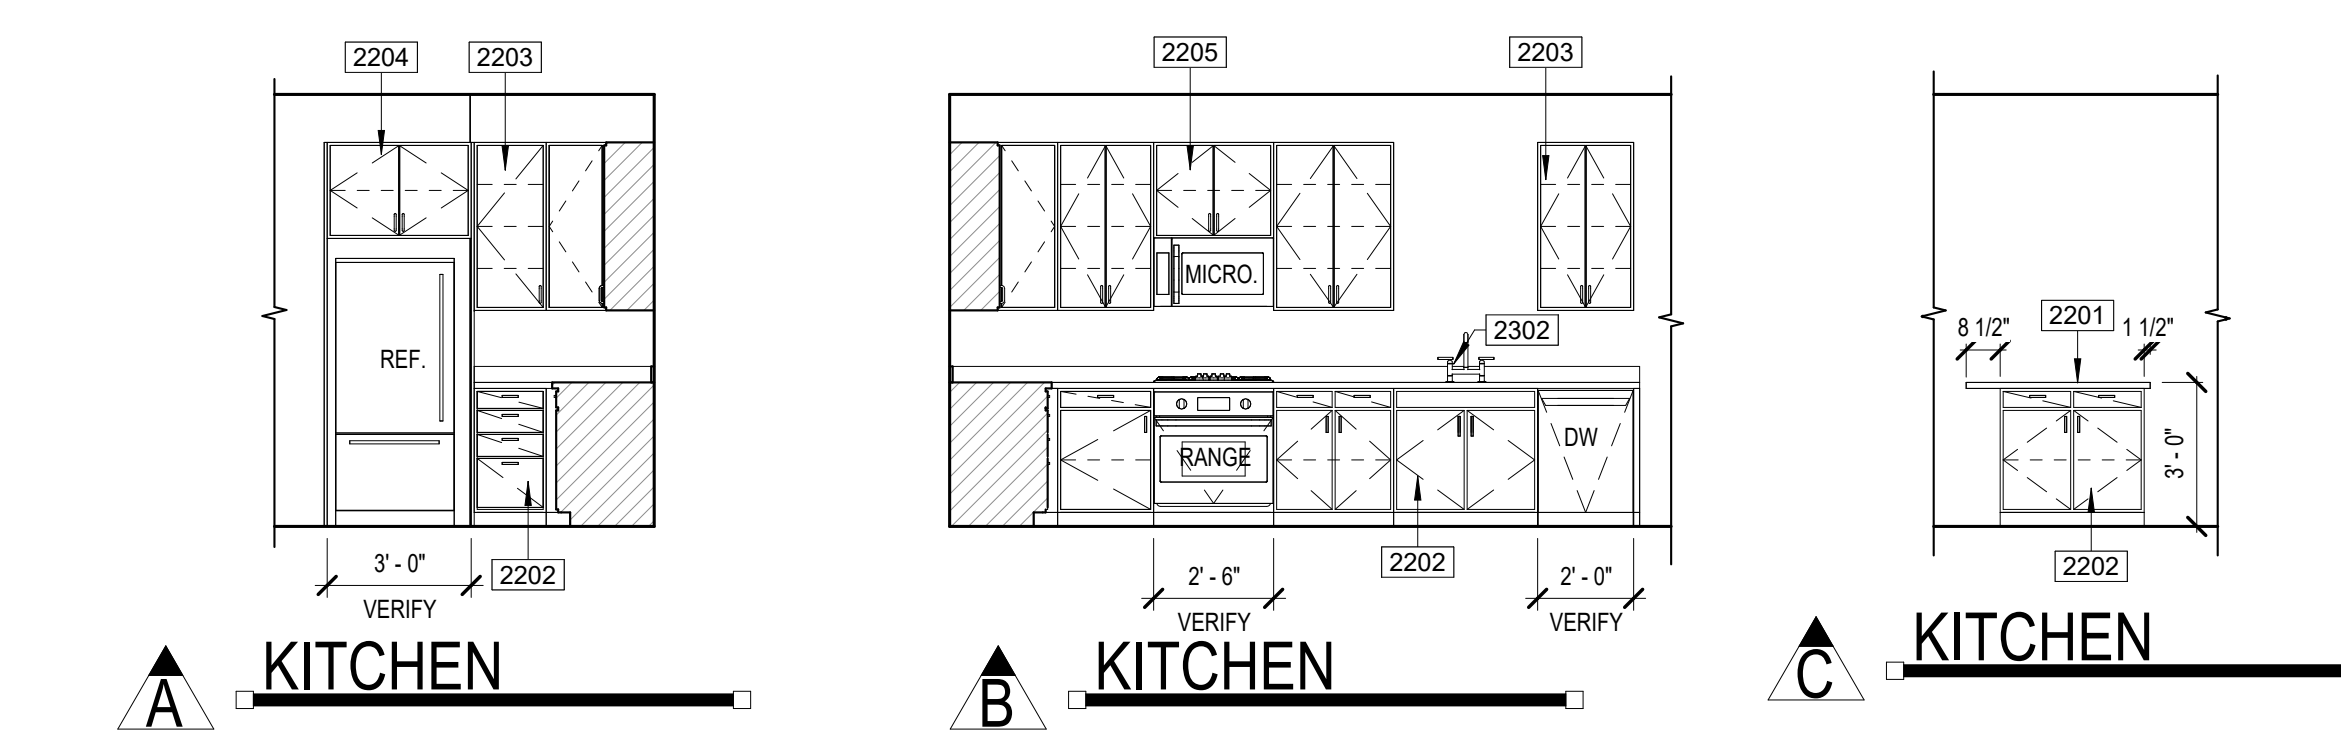 2204
2203
REF.
3' - 0"
VERIFY
2202
A
KITCHEN
2205
2203
MICRO.
2302
RANGE
DW
2202
2' - 6"
VERIFY
2' - 0"
VERIFY
B
KITCHEN
8 1/2"
2201
1 1/2"
3' - 0"
2202
C
KITCHEN